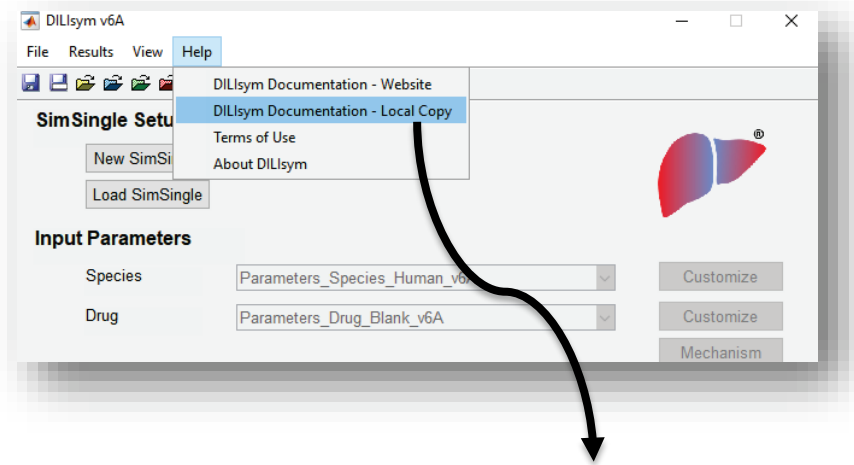 DILIsym v6A
File Results View Help
DILIsym Documentation - Website
DILIsym Documentation - Local Copy
Terms of Use
About DILIsym
SimSingle Setu
New SimSi
Load SimSingle
®
Input Parameters
Species Parameters_Species_Human_v6A Customize
Drug Parameters_Drug_Blank_v6A Customize
Mechanism